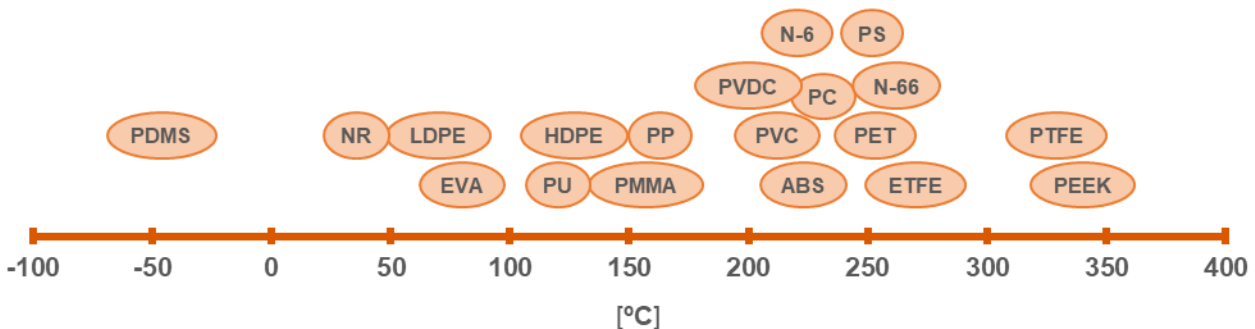 N-6 PS
PVDC PC N-66
PDMS NR LDPE HDPE PP PVC PET PTFE
EVA PU PMMA ABS ETFE PEEK
-100 -50 0 50 100 150 200 250 300 350 400
[ºC]